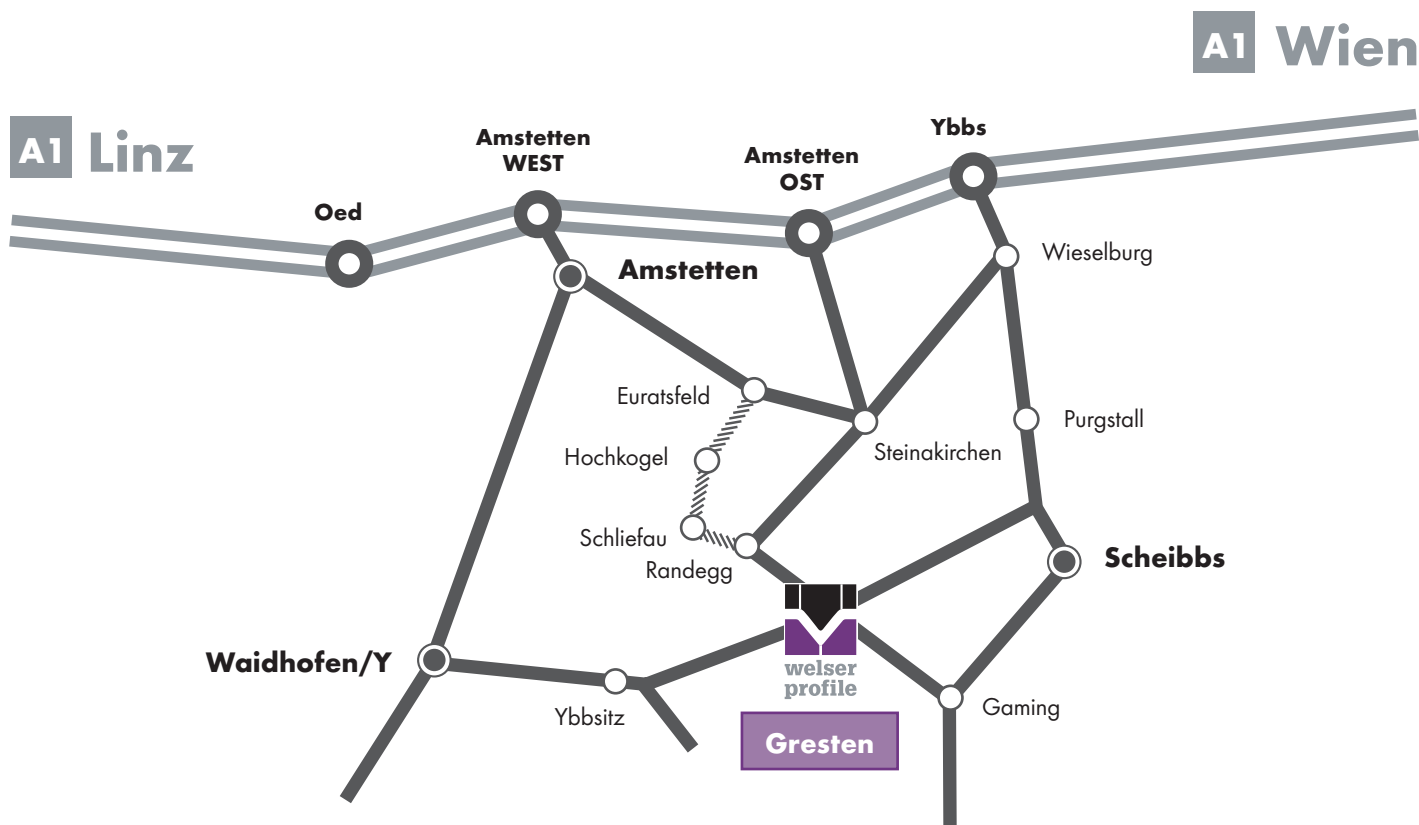 A1 Wien
A1 Linz
Amstetten
WEST
Amstetten
OST
Ybbs
Oed
Amstetten
Wieselburg
Euratsfeld
Purgstall
Steinakirchen
Hochkogel
Schliefau
Randegg
Scheibbs
Waidhofen/Y
welser
profile
Ybbsitz
Gaming
Gresten